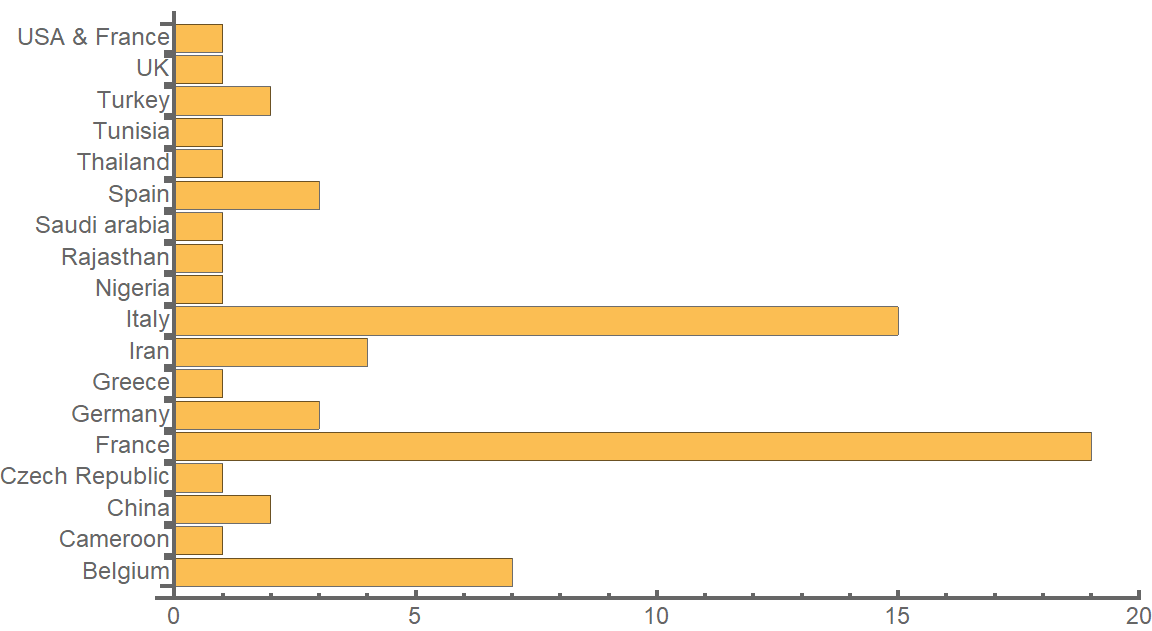 USA & France
UK
Turkey
Tunisia
Thailand
Spain
Saudi arabia
Rajasthan
Nigeria
Italy
Iran
Greece
Germany
France
Czech Republic
China
Cameroon
Belgium
0 5 10 15 20